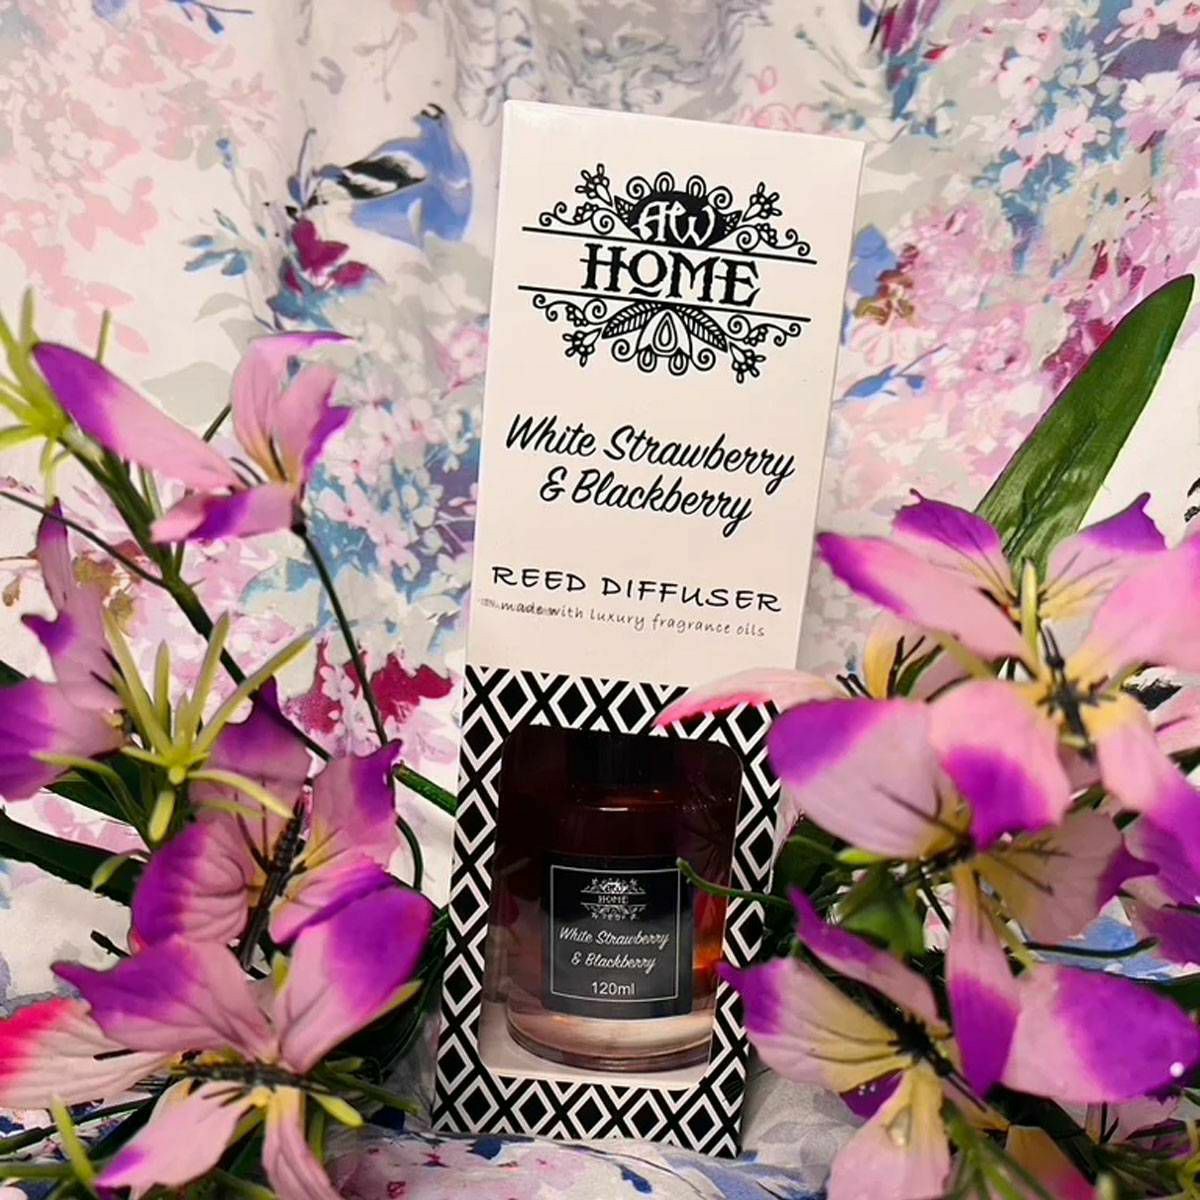 AW
HOME
White Strawberry
& Blackberry
REED DIFFUSER
made with luxury fragrance oils
AW
HOME
White Strawberry
& Blackberry
120ml